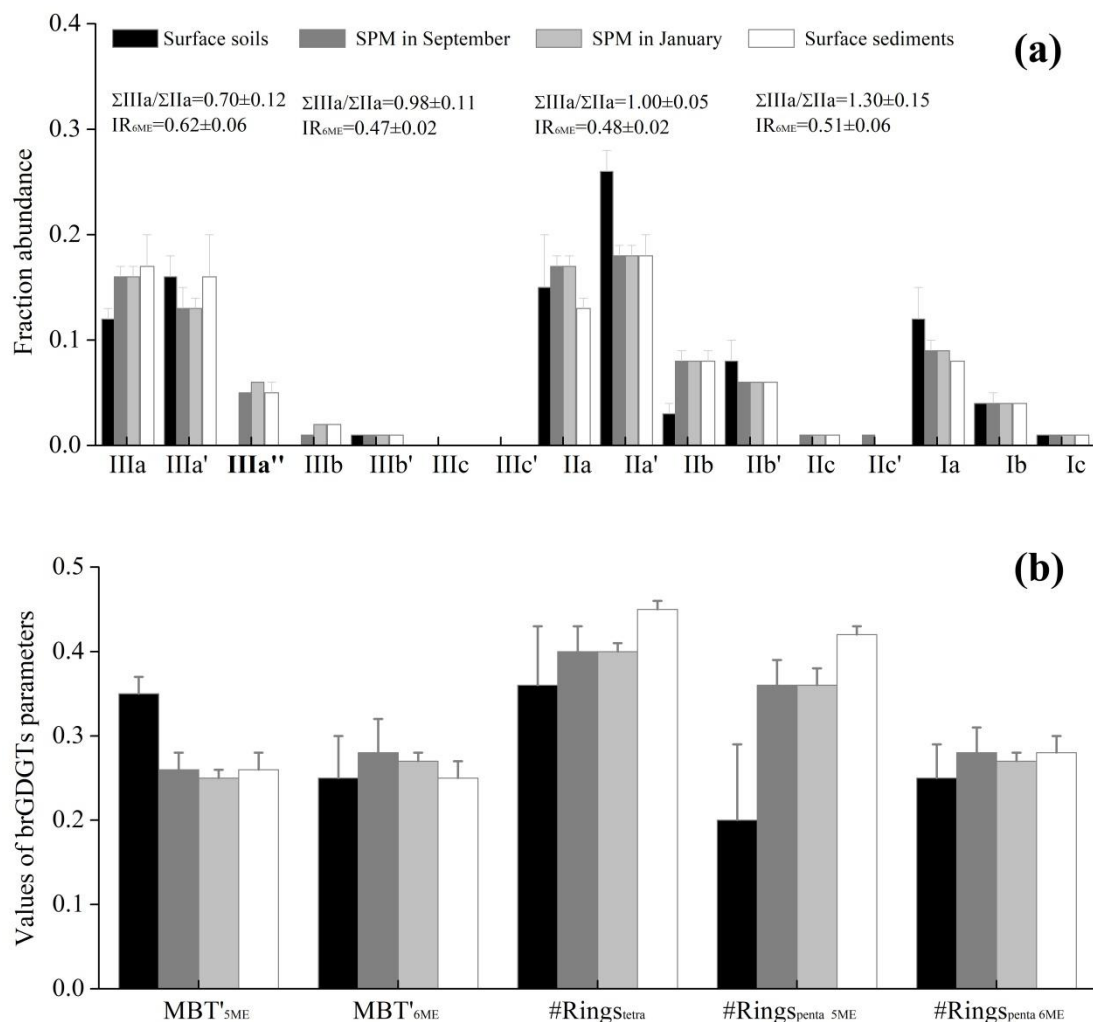 0.4
Surface soils SPM in September SPM in January Surface sediments
(a)
ΣIIIa/ΣIIa=0.70±0.12 ΣIIIa/ΣIIa=0.98±0.11 ΣIIIa/ΣIIa=1.00±0.05 ΣIIIa/ΣIIa=1.30±0.15
IR6ME=0.62±0.06 IR6ME=0.47±0.02 IR6ME=0.48±0.02 IR6ME=0.51±0.06
0.3
Fraction abundance
0.2
0.1
0.0
IIIa IIIa' IIIa'' IIIb IIIb' IIIc IIIc' IIa IIa' IIb IIb' IIc IIc' Ia Ib Ic
0.5
(b)
0.4
Values of brGDGTs parameters
0.3
0.2
0.1
0.0
MBT'5ME MBT'6ME #Ringstetra #Ringspenta 5ME #Ringspenta 6ME